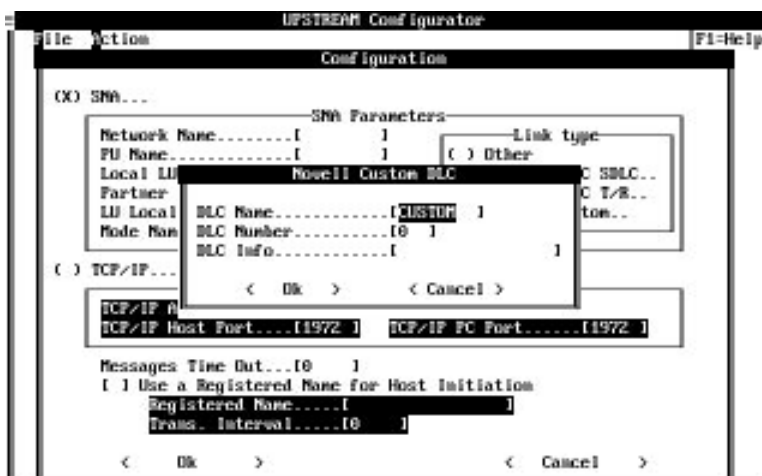 UPSTREAM Configurator
File Action F1=Help
Configuration
(X) SNA...
SNA Parameters
Network Name........[ ] Link type
PU Name.............[ ] ( ) Other
Local LU C SDLC..
Partner C T/R..
LU Local tom..
Mode Nam
Novell Custom DLC
DLC Name............[CUSTOM ]
DLC Number..........[0 ]
DLC Info............[ ]
< Ok > < Cancel >
( ) TCP/IP...
TCP/IP A
TCP/IP Host Port....[1972 ] TCP/IP PC Port......[1972 ]
Messages Time Out...[0 ]
[ ] Use a Registered Name for Host Initiation
Registered Name.....[ ]
Trans. Interval.....[0 ]
< Ok > < Cancel >